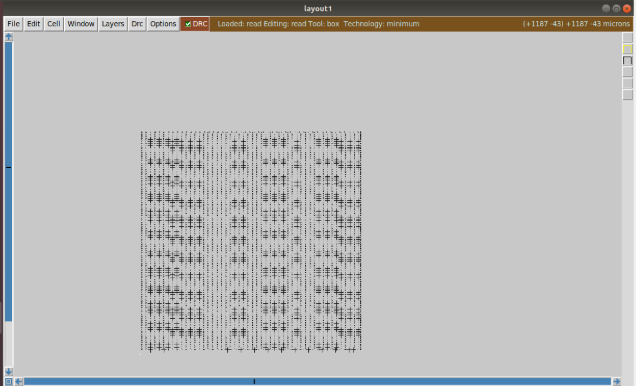 layout1
File Edit Cell Window Layers Drc Options DRC Loaded: read Editing: read Tool: box Technology: minimum (+1187 -43) +1187 -43 microns